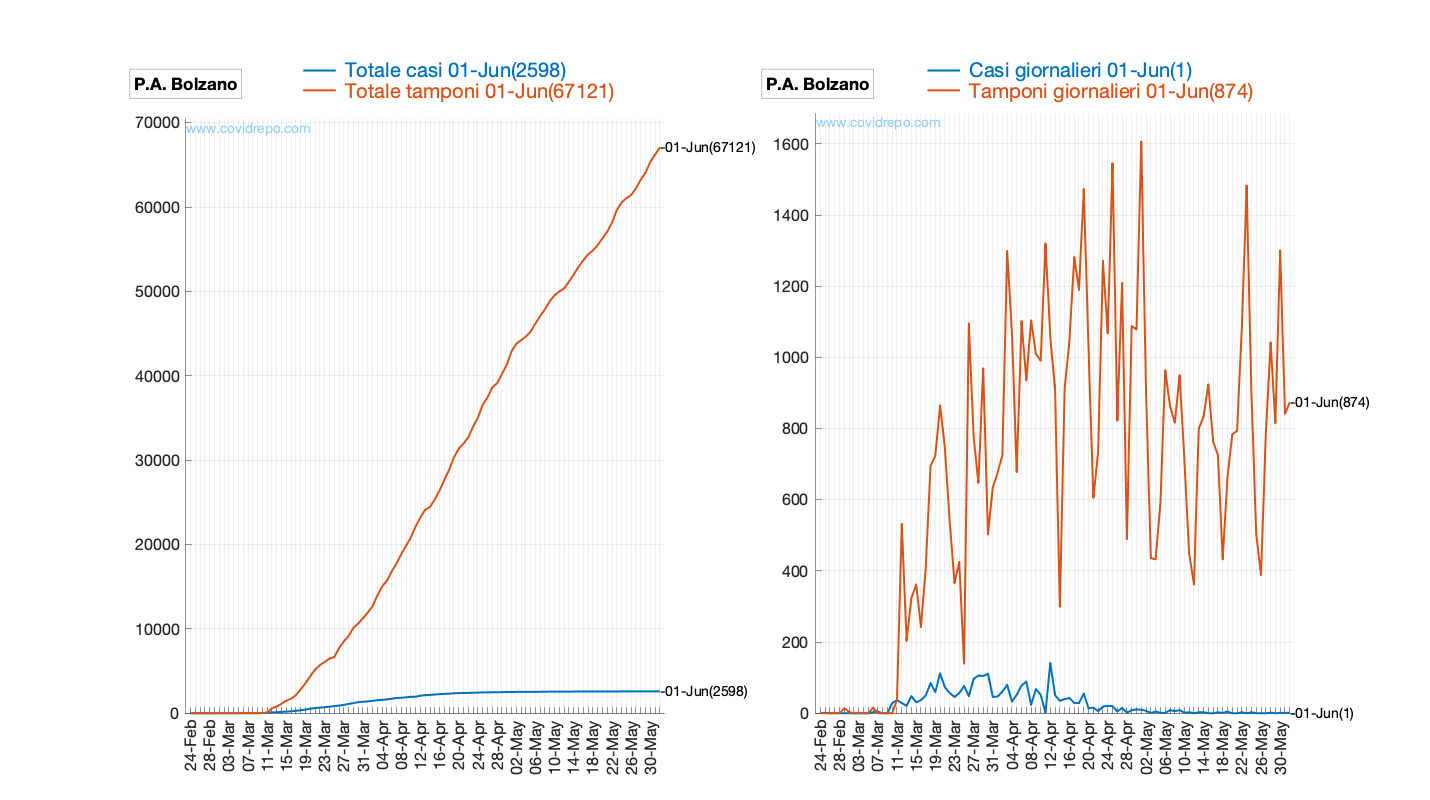 P.A. Bolzano
Totale casi 01-Jun(2598)
Totale tamponi 01-Jun(67121)
www.covidrepo.com
70000
60000
50000
40000
30000
20000
10000
0
-01-Jun(67121)
-01-Jun(2598)
24-Feb
28-Feb
03-Mar
07-Mar
11-Mar
15-Mar
19-Mar
23-Mar
27-Mar
31-Mar
04-Apr
08-Apr
12-Apr
16-Apr
20-Apr
24-Apr
28-Apr
02-May
06-May
10-May
14-May
18-May
22-May
26-May
30-May
P.A. Bolzano
Casi giornalieri 01-Jun(1)
Tamponi giornalieri 01-Jun(874)
www.covidrepo.com
1600
1400
1200
1000
800
600
400
200
0
-01-Jun(874)
-01-Jun(1)
24-Feb
28-Feb
03-Mar
07-Mar
11-Mar
15-Mar
19-Mar
23-Mar
27-Mar
31-Mar
04-Apr
08-Apr
12-Apr
16-Apr
20-Apr
24-Apr
28-Apr
02-May
06-May
10-May
14-May
18-May
22-May
26-May
30-May